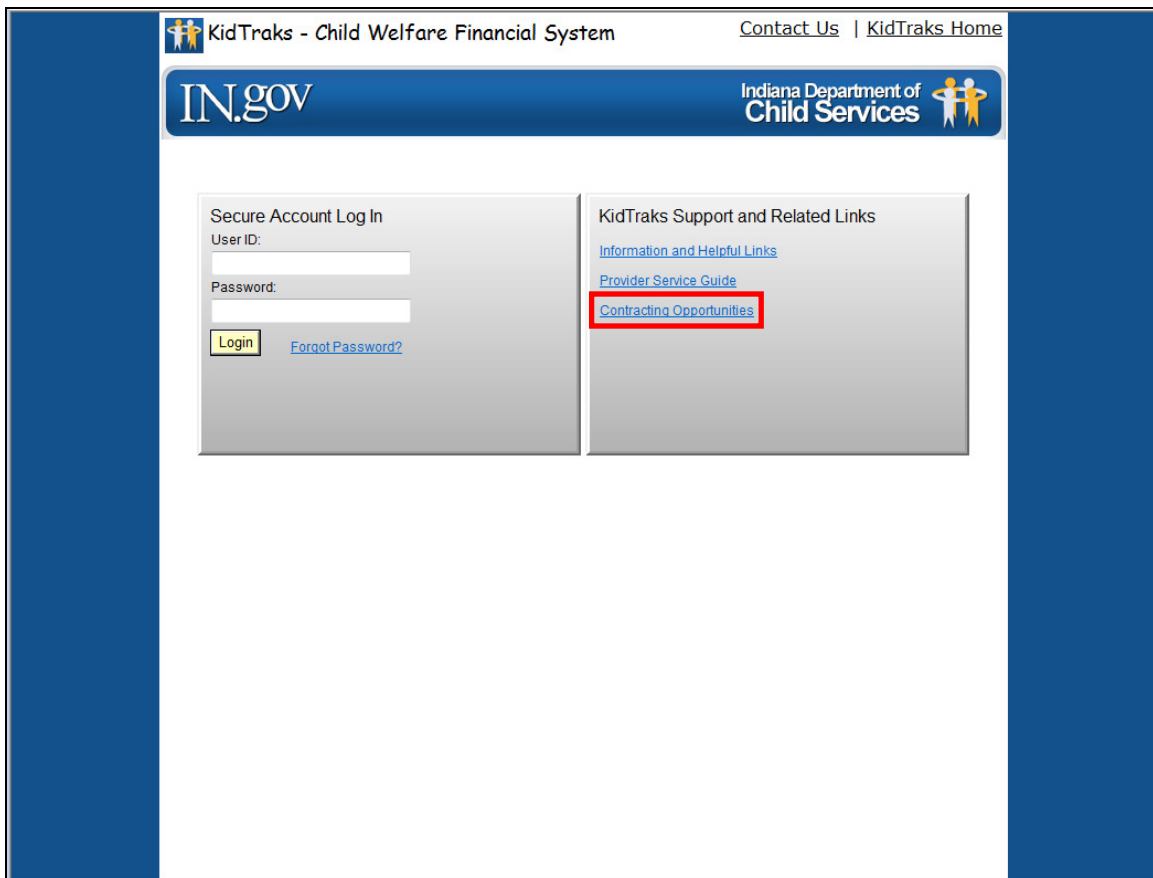 KidTraks - Child Welfare Financial System
Contact Us | KidTraks Home
IN.gov
Indiana Department of
Child Services
Secure Account Log In
User ID:
Password:
Login
Forgot Password?
KidTraks Support and Related Links
Information and Helpful Links
Provider Service Guide
Contracting Opportunities